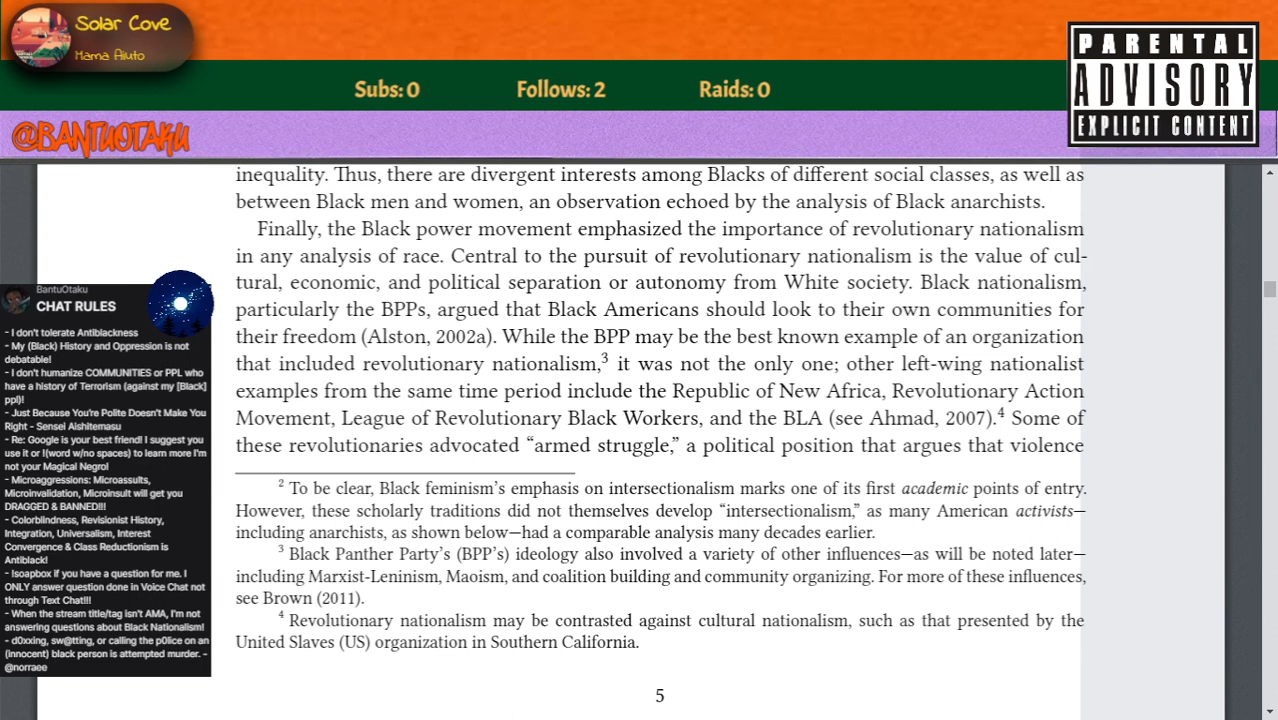 Solar Cove
Mama Aiuto
PARENTAL
ADVISORY
EXPLICIT CONTENT
Subs: 0
Follows: 2
Raids: 0
@BANTUOTAKU
inequality. Thus, there are divergent interests among Blacks of different social classes, as well as
between Black men and women, an observation echoed by the analysis of Black anarchists.
Finally, the Black power movement emphasized the importance of revolutionary nationalism
in any analysis of race. Central to the pursuit of revolutionary nationalism is the value of cul-
tural, economic, and political separation or autonomy from White society. Black nationalism,
particularly the BPPs, argued that Black Americans should look to their own communities for
their freedom (Alston, 2002a). While the BPP may be the best known example of an organization
that included revolutionary nationalism,3 it was not the only one; other left-wing nationalist
examples from the same time period include the Republic of New Africa, Revolutionary Action
Movement, League of Revolutionary Black Workers, and the BLA (see Ahmad, 2007).4 Some of
these revolutionaries advocated “armed struggle,” a political position that argues that violence
2 To be clear, Black feminism’s emphasis on intersectionalism marks one of its first academic points of entry.
However, these scholarly traditions did not themselves develop “intersectionalism,” as many American activists—
including anarchists, as shown below—had a comparable analysis many decades earlier.
3 Black Panther Party’s (BPP’s) ideology also involved a variety of other influences—as will be noted later—
including Marxist-Leninism, Maoism, and coalition building and community organizing. For more of these influences,
see Brown (2011).
4 Revolutionary nationalism may be contrasted against cultural nationalism, such as that presented by the
United Slaves (US) organization in Southern California.
5
BantuOtaku
CHAT RULES
- I don't tolerate Antiblackness
- My (Black) History and Oppression is not
debatable!
- I don't humanize COMMUNITIES or PPL who
have a history of Terrorism (against my [Black]
ppl)!
- Just Because You're Polite Doesn't Make You
Right - Sensei Aishitemasu
- Re: Google is your best friend! I suggest you
use it or !(word w/no spaces) to learn more I'm
not your Magical Negro!
- Microaggressions: Microassults,
Microinvalidation, Microinsult will get you
DRAGGED & BANNED!!!
- Colorblindness, Revisionist History,
Integration, Universalism, Interest
Convergence & Class Reductionism is
Antiblack!
- !soapbox if you have a question for me. I
ONLY answer question done in Voice Chat not
through Text Chat!!!
- When the stream title/tag isn't AMA, I'm not
answering questions about Black Nationalism!
- d0xxing, sw@tting, or calling the p0lice on an
(innocent) black person is attempted murder. -
@norraee